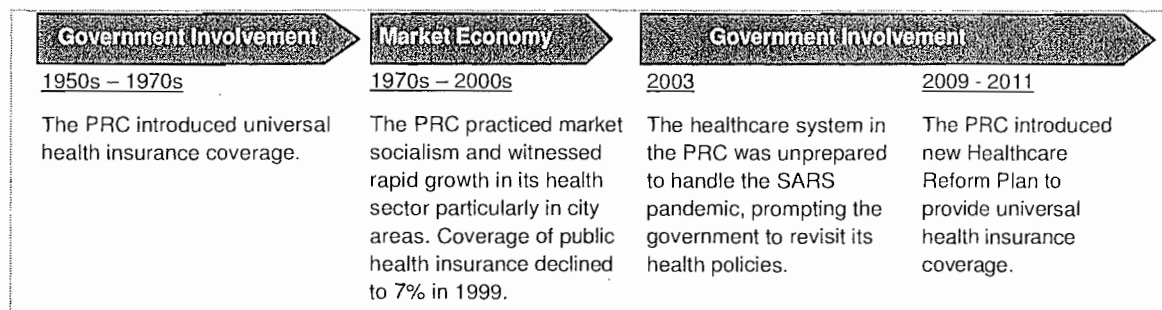 Government Involvement
Market Economy
Government Involvement
1950s – 1970s
The PRC introduced universal
health insurance coverage.
1970s – 2000s
The PRC practiced market
socialism and witnessed
rapid growth in its health
sector particularly in city
areas. Coverage of public
health insurance declined
to 7% in 1999.
2003
The healthcare system in
the PRC was unprepared
to handle the SARS
pandemic, prompting the
government to revisit its
health policies.
2009 - 2011
The PRC introduced
new Healthcare
Reform Plan to
provide universal
health insurance
coverage.